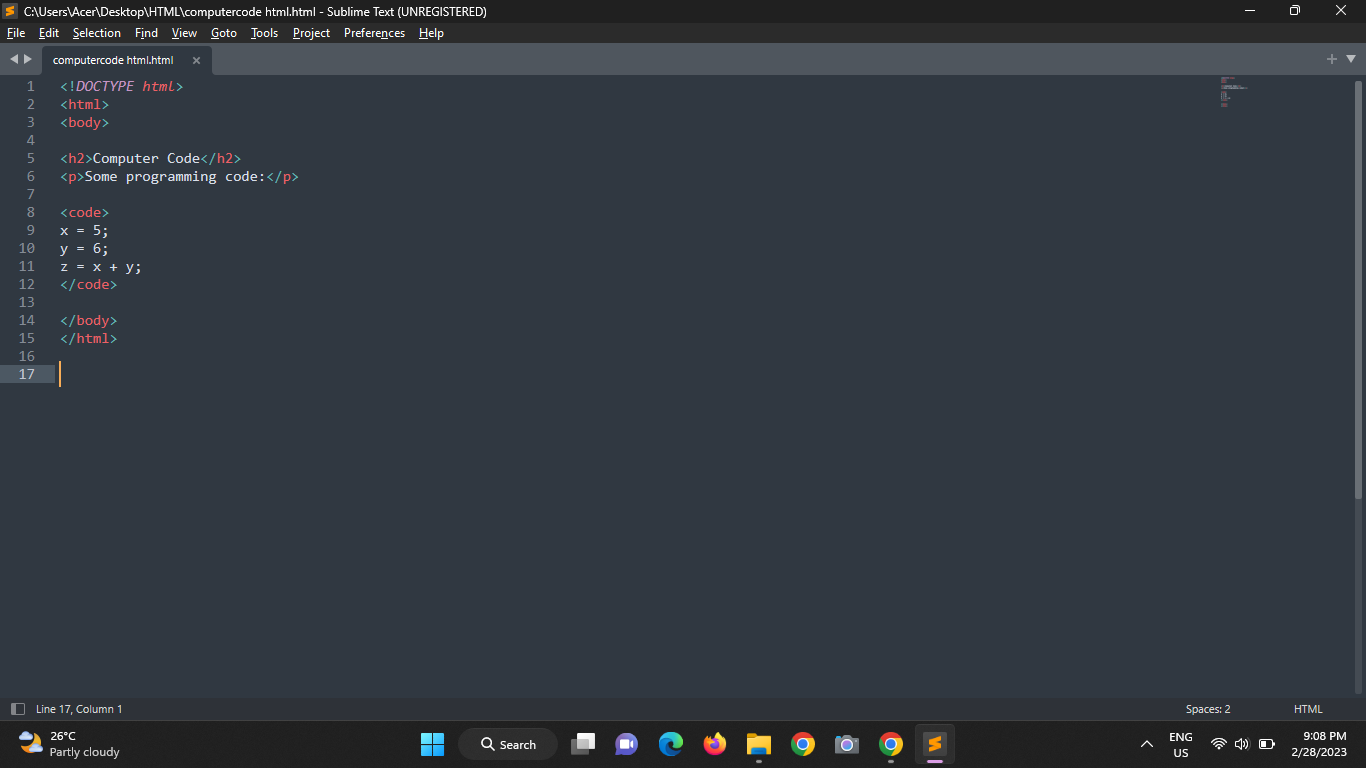 C:\Users\Acer\Desktop\HTML\computercode html.html - Sublime Text (UNREGISTERED)
File Edit Selection Find View Goto Tools Project Preferences Help
computercode html.html
1 <!DOCTYPE html>
2 <html>
3 <body>
4
5 <h2>Computer Code</h2>
6 <p>Some programming code:</p>
7
8 <code>
9 x = 5;
10 y = 6;
11 z = x + y;
12 </code>
13
14 </body>
15 </html>
16
17
Line 17, Column 1 Spaces: 2 HTML
26°C
Partly cloudy
Search
ENG
US
9:08 PM
2/28/2023